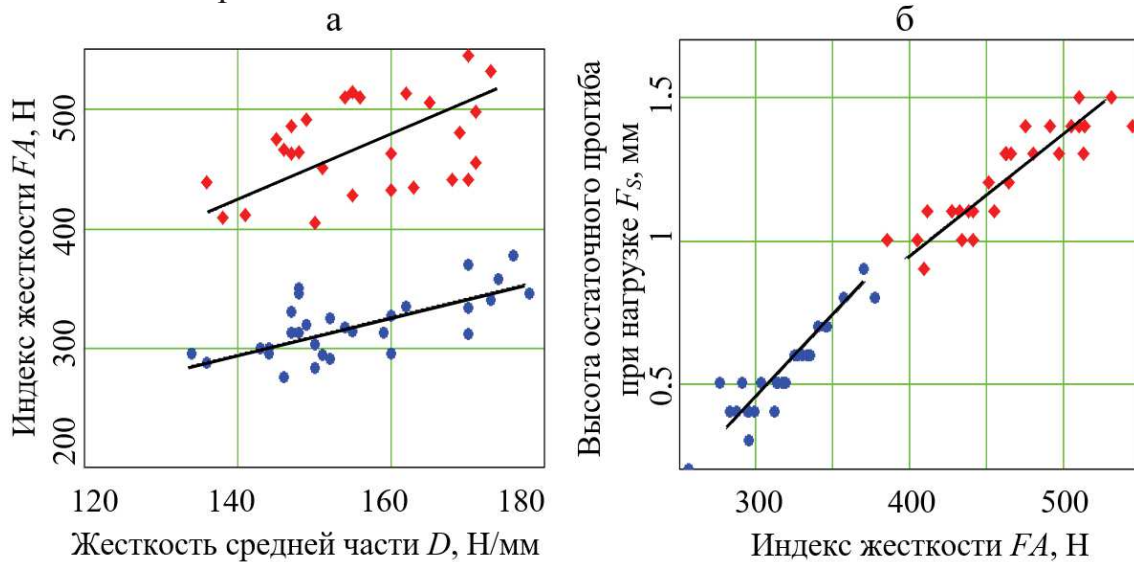 а
Индекс жесткости FA, Н
500
400
300
200
120
140
160
180
Жесткость средней части D, Н/мм
б
Высота остаточного прогиба
при нагрузке FS, мм
1.5
1
0.5
300
400
500
Индекс жесткости FA, Н